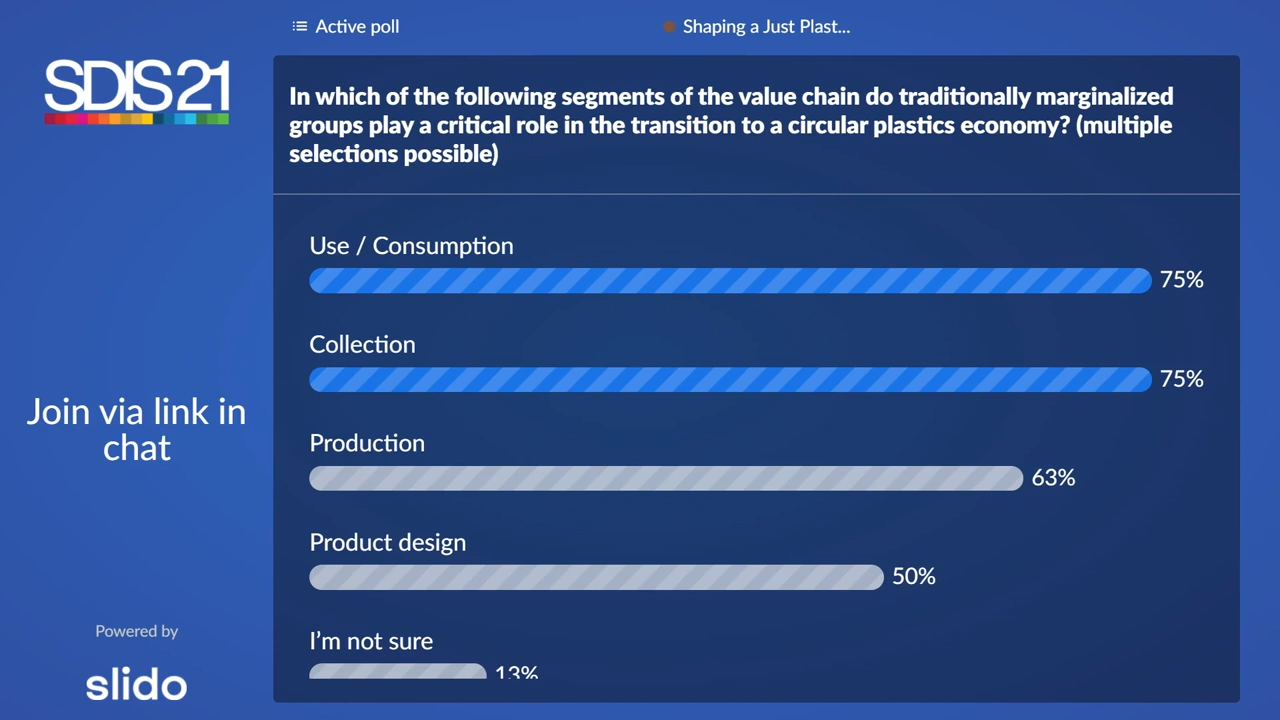 Active poll
Shaping a Just Plast...
SDIS21
In which of the following segments of the value chain do traditionally marginalized
groups play a critical role in the transition to a circular plastics economy? (multiple
selections possible)
Use / Consumption
75%
Collection
75%
Production
63%
Product design
50%
I'm not sure
13%
Join via link in
chat
Powered by
slido